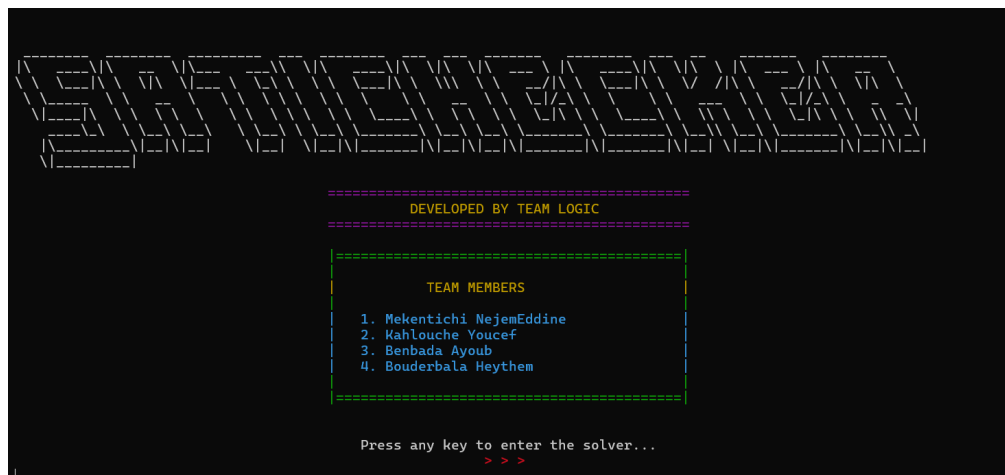 DEVELOPED BY TEAM LOGIC
TEAM MEMBERS
1. Mekentichi NejemEddine
2. Kahlouche Youcef
3. Benbada Ayoub
4. Bouderbala Heythem
Press any key to enter the solver...
> > >